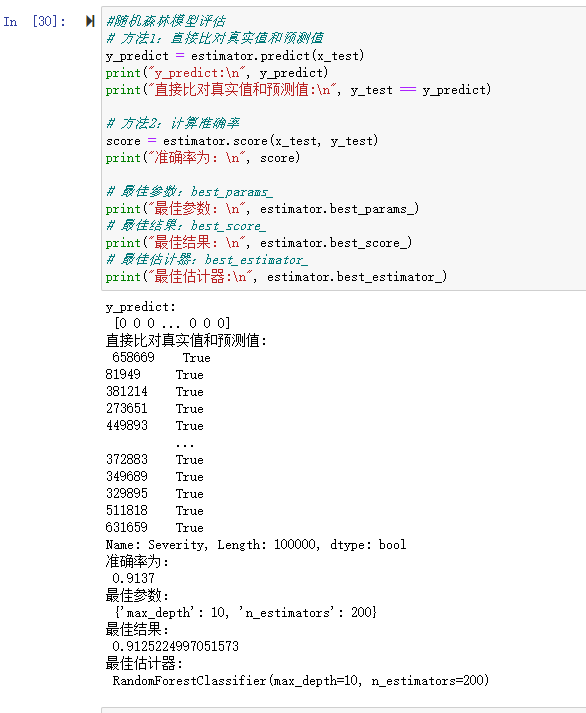 In [30]:
#随机森林模型评估
# 方法1：直接比对真实值和预测值
y_predict = estimator.predict(x_test)
print("y_predict:\n", y_predict)
print("直接比对真实值和预测值:\n", y_test == y_predict)
# 方法2：计算准确率
score = estimator.score(x_test, y_test)
print("准确率为：\n", score)
# 最佳参数：best_params_
print("最佳参数：\n", estimator.best_params_)
# 最佳结果：best_score_
print("最佳结果：\n", estimator.best_score_)
# 最佳估计器：best_estimator_
print("最佳估计器:\n", estimator.best_estimator_)
y_predict:
[0 0 0 ... 0 0 0]
直接比对真实值和预测值:
658669 True
81949 True
381214 True
273651 True
449893 True
...
372883 True
349689 True
329895 True
511818 True
631659 True
Name: Severity, Length: 100000, dtype: bool
准确率为：
0.9137
最佳参数：
{'max_depth': 10, 'n_estimators': 200}
最佳结果：
0.9125224997051573
最佳估计器:
RandomForestClassifier(max_depth=10, n_estimators=200)